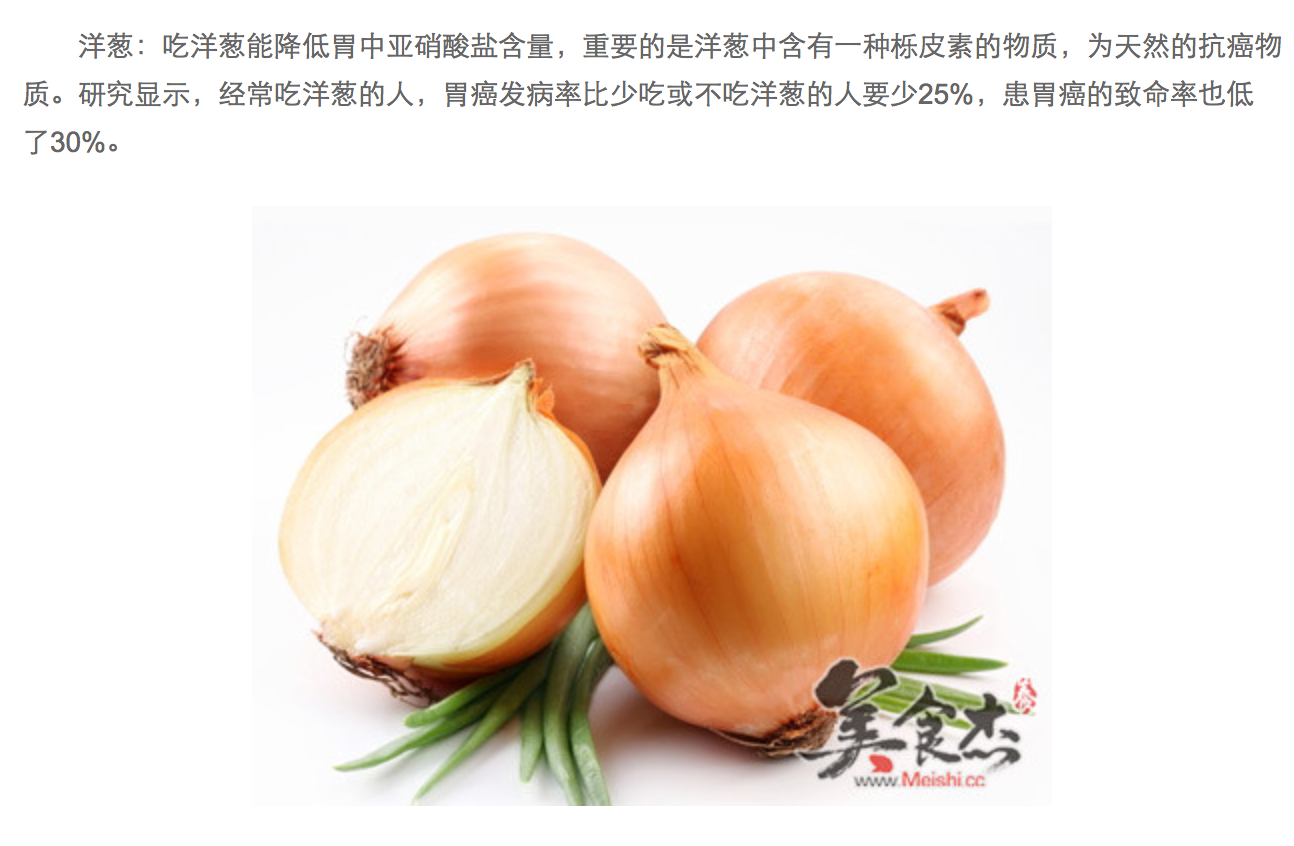 洋葱：吃洋葱能降低胃中亚硝酸盐含量，重要的是洋葱中含有一种栎皮素的物质，为天然的抗癌物
质。研究显示，经常吃洋葱的人，胃癌发病率比少吃或不吃洋葱的人要少25%，患胃癌的致命率也低
了30%。
美食杰
www.Meishi.cc